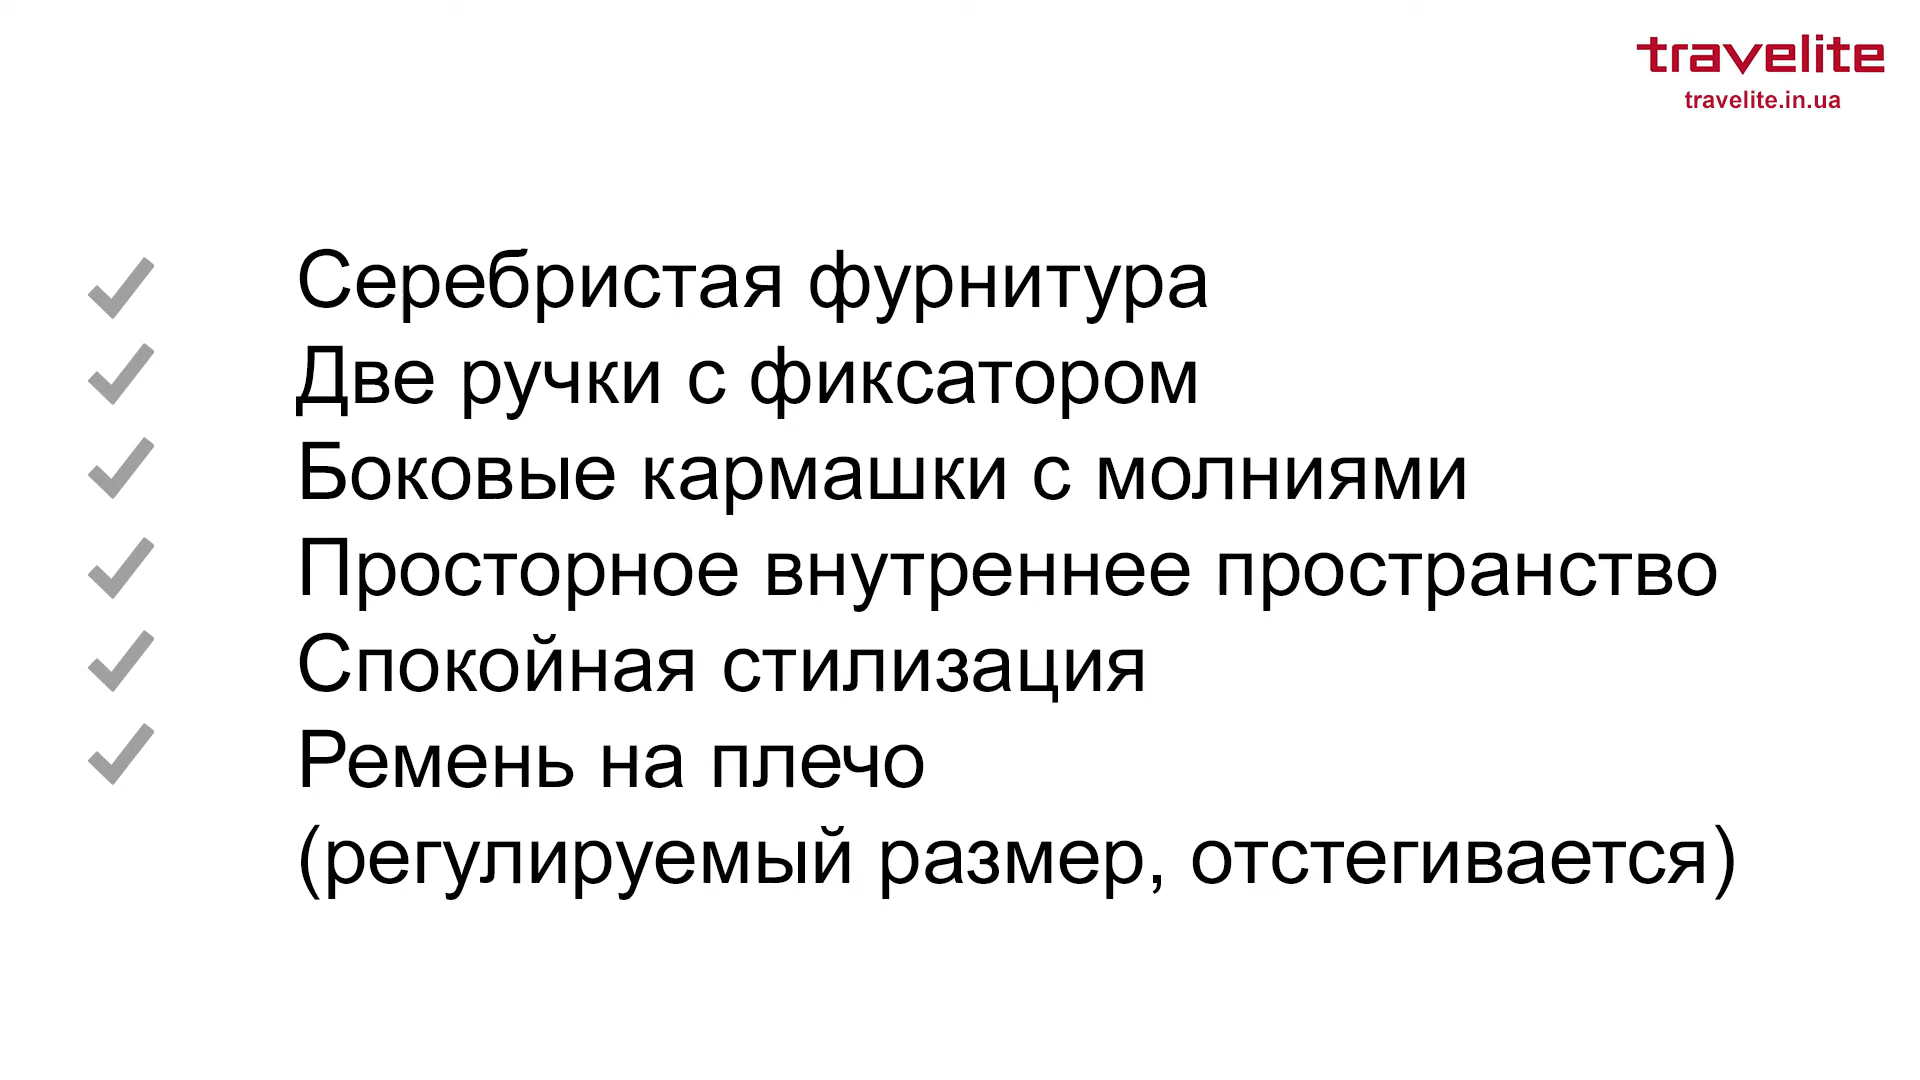 travelite
travelite.in.ua
Серебристая фурнитура
Две ручки с фиксатором
Боковые кармашки с молниями
Просторное внутреннее пространство
Спокойная стилизация
Ремень на плечо
(регулируемый размер, отстегивается)